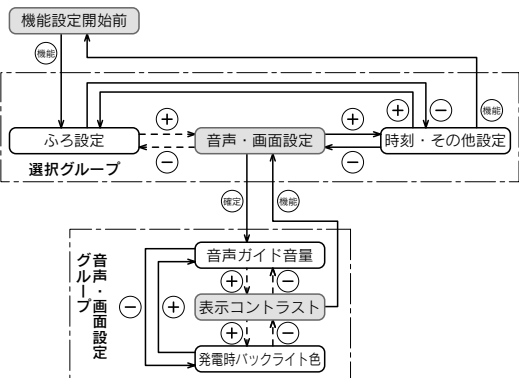 機能設定開始前
機能
＋
－
機能
＋
＋
ふろ設定
音声・画面設定
時刻・その他設定
－
－
選択グループ
確定
機能
音声・画面設定
グループ
音声ガイド音量
＋
－
－
＋
表示コントラスト
＋
－
発電時バックライト色